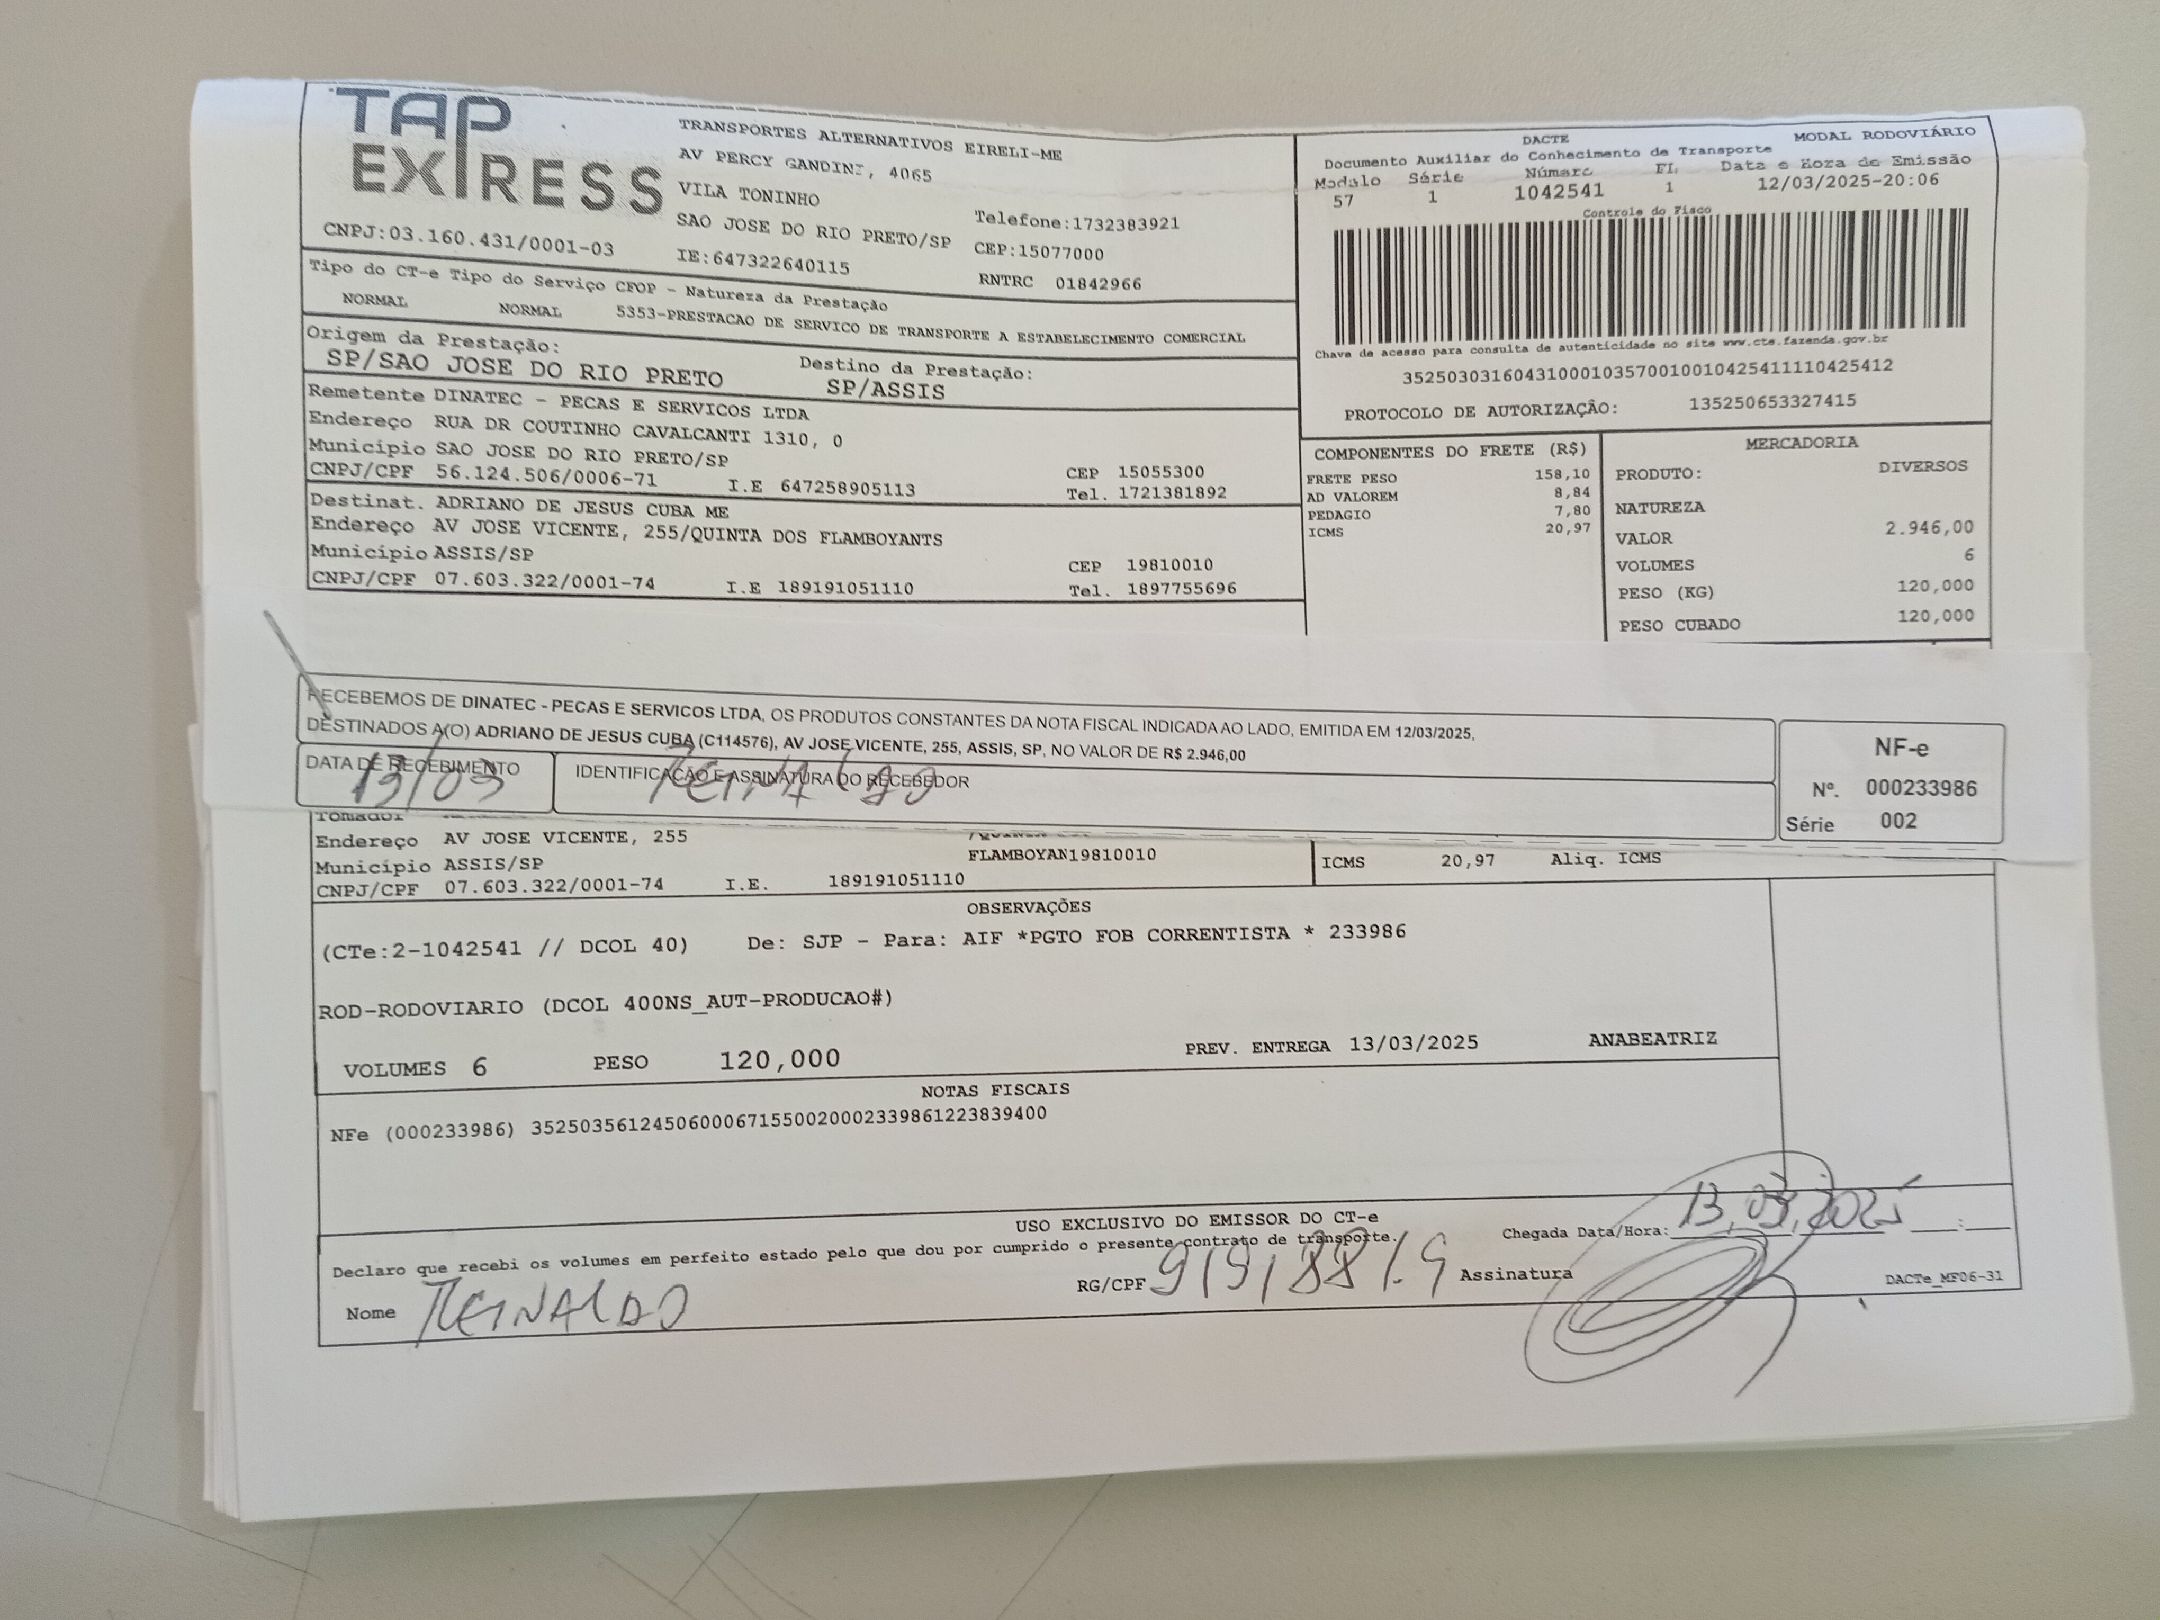 TAP EXPRESS
TRANSPORTES ALTERNATIVOS EIRELI-ME
AV PERCY GANDINI, 4065
VILA TONINHO
SAO JOSE DO RIO PRETO/SP
IE:647322640115
Telefone:1732383921
CEP:15077000
RNTRC 01842966
CNPJ:03.160.431/0001-03
Tipo do CT-e Tipo do Serviço CFOP - Natureza da Prestação
NORMAL NORMAL 5353-PRESTACAO DE SERVICO DE TRANSPORTE A ESTABELECIMENTO COMERCIAL
Origem da Prestação: Destino da Prestação:
SP/SAO JOSE DO RIO PRETO SP/ASSIS
Remetente DINATEC - PECAS E SERVICOS LTDA
Endereço RUA DR COUTINHO CAVALCANTI 1310, 0
Município SAO JOSE DO RIO PRETO/SP CEP 15055300
CNPJ/CPF 56.124.506/0006-71 I.E 647258905113 Tel. 1721381892
Destinat. ADRIANO DE JESUS CUBA ME
Endereço AV JOSE VICENTE, 255/QUINTA DOS FLAMBOYANTS
Município ASSIS/SP CEP 19810010
CNPJ/CPF 07.603.322/0001-74 I.E 189191051110 Tel. 1897755696
DACTE MODAL RODOVIÁRIO
Documento Auxiliar do Conhecimento de Transporte
Modelo Série Número FL Data e Hora de Emissão
57 1 1042541 1 12/03/2025-20:06
Controle do Fisco
Chave de acesso para consulta de autenticidade no site www.cte.fazenda.gov.br
35250303160431000103570010010425411110425412
PROTOCOLO DE AUTORIZAÇÃO: 135250653327415
COMPONENTES DO FRETE (R$)
FRETE PESO 158,10
AD VALOREM 8,84
PEDAGIO 7,80
ICMS 20,97
MERCADORIA
PRODUTO: DIVERSOS
NATUREZA
VALOR 2.946,00
VOLUMES 6
PESO (KG) 120,000
PESO CUBADO 120,000
RECEBEMOS DE DINATEC - PECAS E SERVICOS LTDA, OS PRODUTOS CONSTANTES DA NOTA FISCAL INDICADA AO LADO, EMITIDA EM 12/03/2025,
DESTINADOS A(O) ADRIANO DE JESUS CUBA (C114576), AV JOSE VICENTE, 255, ASSIS, SP, NO VALOR DE R$ 2.946,00
DATA DE RECEBIMENTO IDENTIFICAÇÃO E ASSINATURA DO RECEBEDOR
13/03 REINALDO
NF-e
Nº. 000233986
Série 002
Tomador
Endereço AV JOSE VICENTE, 255
Município ASSIS/SP FLAMBOYAN19810010
CNPJ/CPF 07.603.322/0001-74 I.E. 189191051110
ICMS 20,97 Aliq. ICMS
OBSERVAÇÕES
(CTe:2-1042541 // DCOL 40) De: SJP - Para: AIF *PGTO FOB CORRENTISTA * 233986
ROD-RODOVIARIO (DCOL 400NS_AUT-PRODUCAO#)
VOLUMES 6 PESO 120,000 PREV. ENTREGA 13/03/2025 ANABEATRIZ
NOTAS FISCAIS
NFe (000233986) 35250356124506000671550020002339861223839400
USO EXCLUSIVO DO EMISSOR DO CT-e
Declaro que recebi os volumes em perfeito estado pelo que dou por cumprido o presente contrato de transporte.
Chegada Data/Hora: 13,03,2025 __:__
Nome REINALDO RG/CPF Assinatura
DACTe_MF06-31